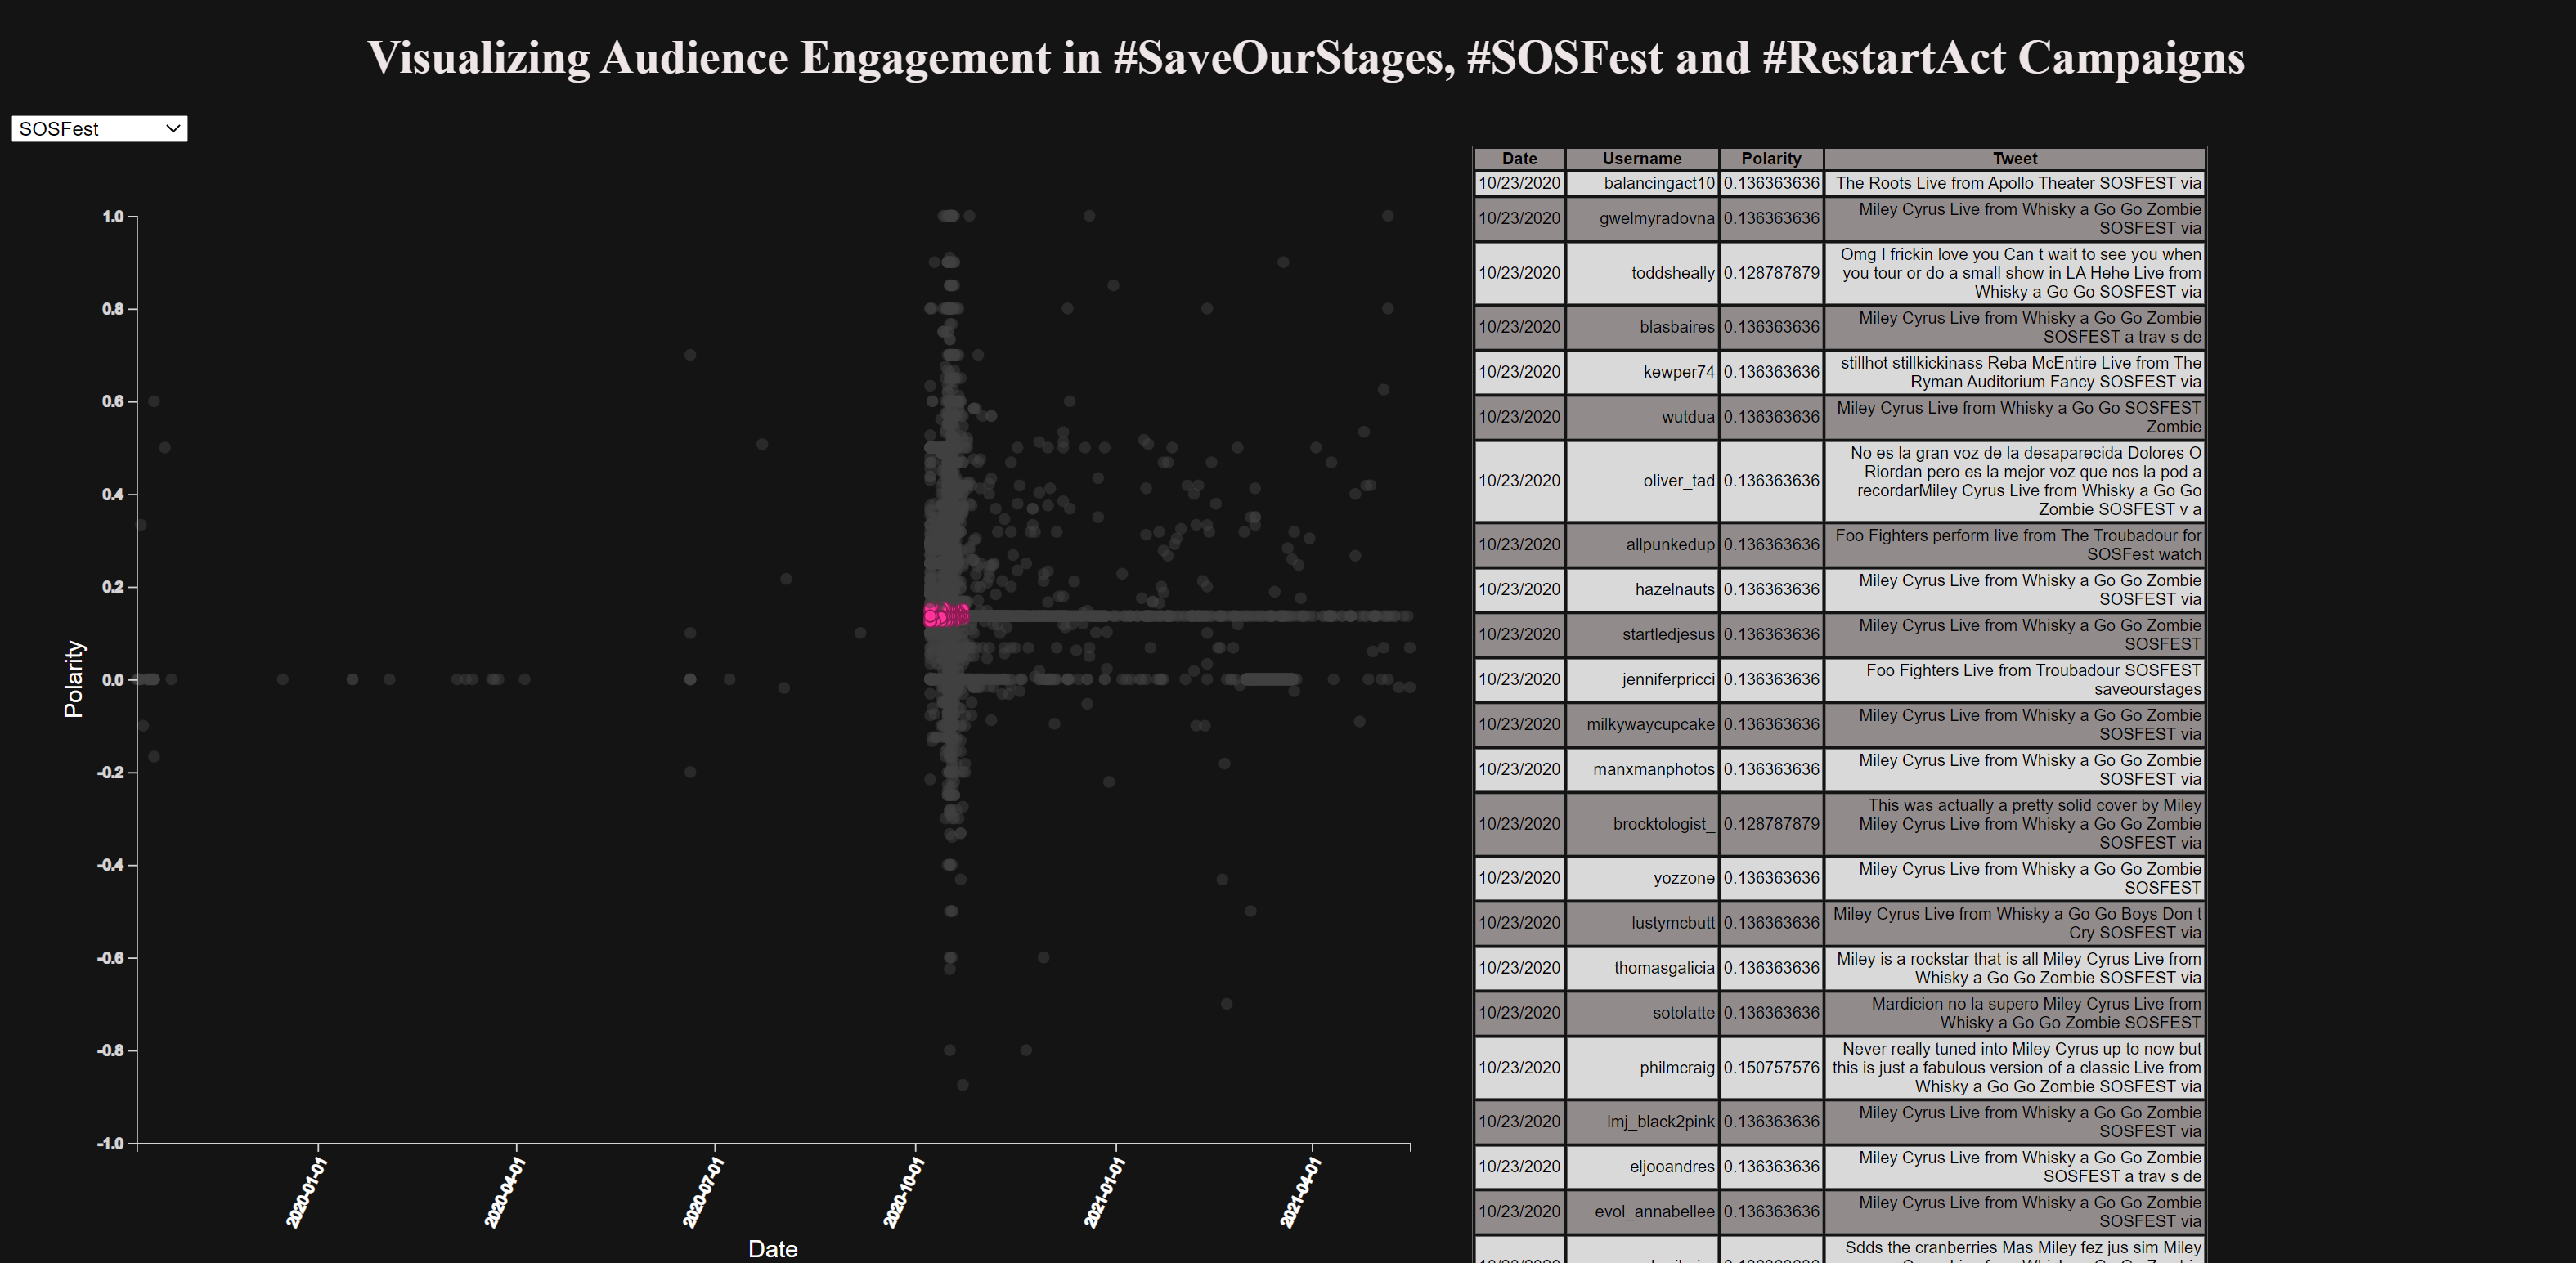 Visualizing Audience Engagement in #SaveOurStages, #SOSFest and #RestartAct Campaigns
SOSFest
1.0
0.8
0.6
0.4
0.2
0.0
-0.2
-0.4
-0.6
-0.8
-1.0
Polarity
2020-01-01
2020-04-01
2020-07-01
2020-10-01
2021-01-01
2021-04-01
Date
Date Username Polarity Tweet
10/23/2020 balancingact10 0.136363636 The Roots Live from Apollo Theater SOSFEST via
10/23/2020 gwelmyradovna 0.136363636 Miley Cyrus Live from Whisky a Go Go Zombie
SOSFEST via
10/23/2020 toddsheally 0.128787879 Omg I frickin love you Can t wait to see you when
you tour or do a small show in LA Hehe Live from
Whisky a Go Go SOSFEST via
10/23/2020 blasbaires 0.136363636 Miley Cyrus Live from Whisky a Go Go Zombie
SOSFEST a trav s de
10/23/2020 kewper74 0.136363636 stillhot stillkickinass Reba McEntire Live from The
Ryman Auditorium Fancy SOSFEST via
10/23/2020 wutdua 0.136363636 Miley Cyrus Live from Whisky a Go Go SOSFEST
Zombie
10/23/2020 oliver_tad 0.136363636 No es la gran voz de la desaparecida Dolores O
Riordan pero es la mejor voz que nos la pod a
recordarMiley Cyrus Live from Whisky a Go Go
Zombie SOSFEST v a
10/23/2020 allpunkedup 0.136363636 Foo Fighters perform live from The Troubadour for
SOSFest watch
10/23/2020 hazelnauts 0.136363636 Miley Cyrus Live from Whisky a Go Go Zombie
SOSFEST via
10/23/2020 startledjesus 0.136363636 Miley Cyrus Live from Whisky a Go Go Zombie
SOSFEST
10/23/2020 jenniferpricci 0.136363636 Foo Fighters Live from Troubadour SOSFEST
saveourstages
10/23/2020 milkywaycupcake 0.136363636 Miley Cyrus Live from Whisky a Go Go Zombie
SOSFEST via
10/23/2020 manxmanphotos 0.136363636 Miley Cyrus Live from Whisky a Go Go Zombie
SOSFEST via
10/23/2020 brocktologist_ 0.128787879 This was actually a pretty solid cover by Miley
Miley Cyrus Live from Whisky a Go Go Zombie
SOSFEST via
10/23/2020 yozzone 0.136363636 Miley Cyrus Live from Whisky a Go Go Zombie
SOSFEST
10/23/2020 lustymcbutt 0.136363636 Miley Cyrus Live from Whisky a Go Go Boys Don t
Cry SOSFEST via
10/23/2020 thomasgalicia 0.136363636 Miley is a rockstar that is all Miley Cyrus Live from
Whisky a Go Go Zombie SOSFEST via
10/23/2020 sotolatte 0.136363636 Mardicion no la supero Miley Cyrus Live from
Whisky a Go Go Zombie SOSFEST
10/23/2020 philmcraig 0.150757576 Never really tuned into Miley Cyrus up to now but
this is just a fabulous version of a classic Live from
Whisky a Go Go Zombie SOSFEST via
10/23/2020 lmj_black2pink 0.136363636 Miley Cyrus Live from Whisky a Go Go Zombie
SOSFEST via
10/23/2020 eljooandres 0.136363636 Miley Cyrus Live from Whisky a Go Go Zombie
SOSFEST a trav s de
10/23/2020 evol_annabellee 0.136363636 Miley Cyrus Live from Whisky a Go Go Zombie
SOSFEST via
Sdds the cranberries Mas Miley fez jus sim Miley